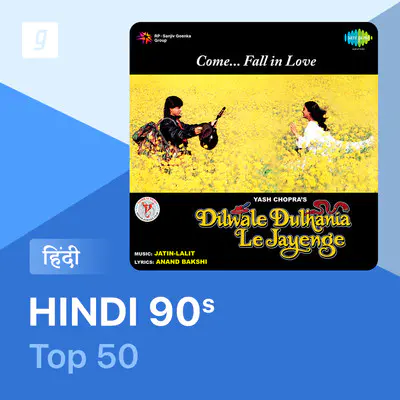 g
RP-Sanjiv Goenka
Group
Come... Fall in Love
YASH CHOPRA'S
Dilwale Dulhania
Le Jayenge
MUSIC: JATIN-LALIT
LYRICS: ANAND BAKSHI
हिंदी
HINDI 90s
Top 50